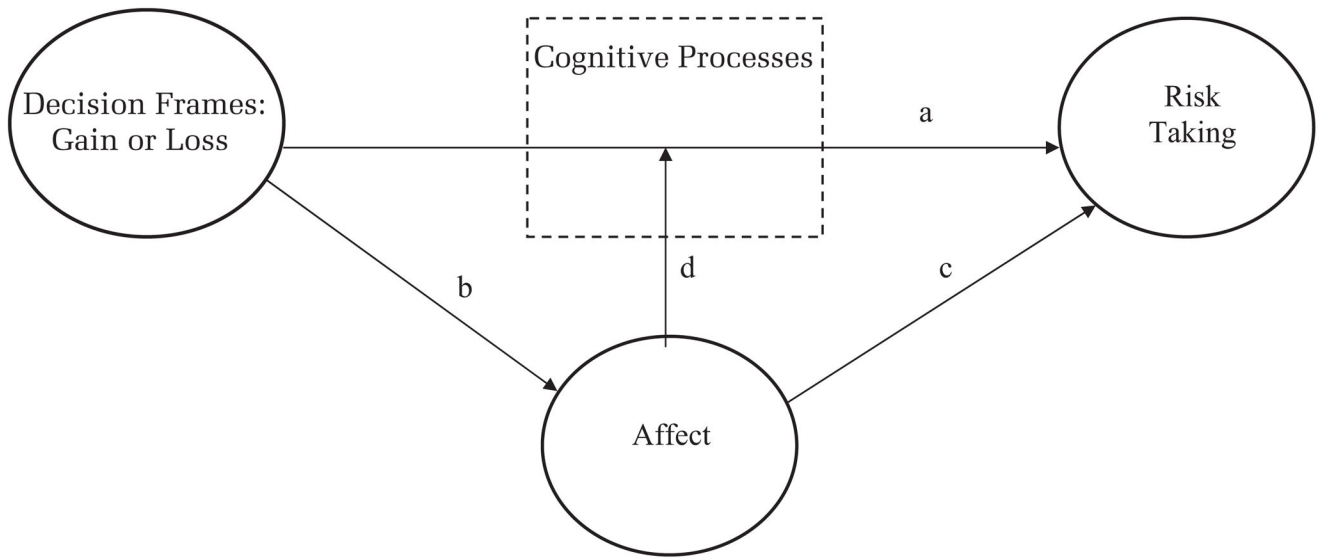 Cognitive Processes
Decision Frames:
Gain or Loss
a
Risk
Taking
b
d
c
Affect